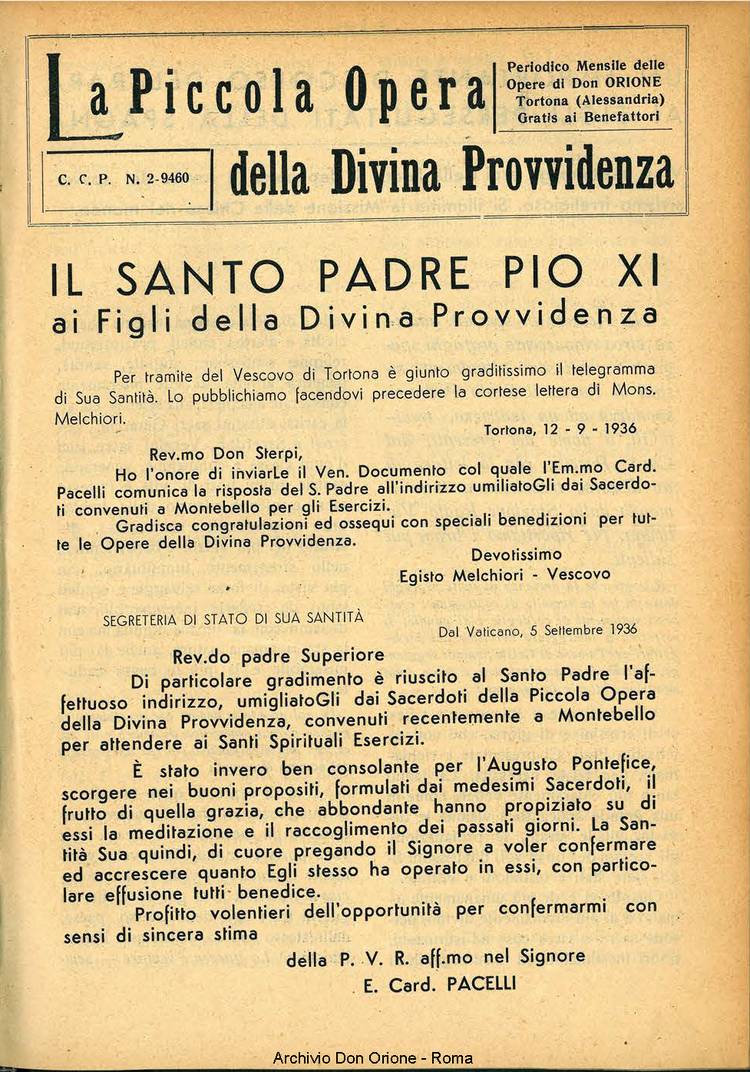 La Piccola Opera
Periodico Mensile delle
Opere di Don ORIONE
Tortona (Alessandria)
Gratis ai Benefattori
C. C. P. N. 2-9460
della Divina Provvidenza
IL SANTO PADRE PIO XI
ai Figli della Divina Provvidenza
Per tramite del Vescovo di Tortona è giunto graditissimo il telegramma
di Sua Santità. Lo pubblichiamo facendovi precedere la cortese lettera di Mons.
Melchiori.
Tortona, 12 - 9 - 1936
Rev.mo Don Sterpi,
Ho l'onore di inviarLe il Ven. Documento col quale l'Em.mo Card.
Pacelli comunica la risposta del S. Padre all'indirizzo umiliatoGli dai Sacerdo-
ti convenuti a Montebello per gli Esercizi.
Gradisca congratulazioni ed ossequi con speciali benedizioni per tut-
te le Opere della Divina Provvidenza.
Devotissimo
Egisto Melchiori - Vescovo
SEGRETERIA DI STATO DI SUA SANTITÀ
Dal Vaticano, 5 Settembre 1936
Rev.do padre Superiore
Di particolare gradimento è riuscito al Santo Padre l'af-
fettuoso indirizzo, umigliatoGli dai Sacerdoti della Piccola Opera
della Divina Provvidenza, convenuti recentemente a Montebello
per attendere ai Santi Spirituali Esercizi.
È stato invero ben consolante per l'Augusto Pontefice,
scorgere nei buoni propositi, formulati dai medesimi Sacerdoti, il
frutto di quella grazia, che abbondante hanno propiziato su di
essi la meditazione e il raccoglimento dei passati giorni. La San-
tità Sua quindi, di cuore pregando il Signore a voler confermare
ed accrescere quanto Egli stesso ha operato in essi, con partico-
lare effusione tutti benedice.
Profitto volentieri dell'opportunità per confermarmi con
sensi di sincera stima
della P. V. R. aff.mo nel Signore
E. Card. PACELLI
Archivio Don Orione - Roma